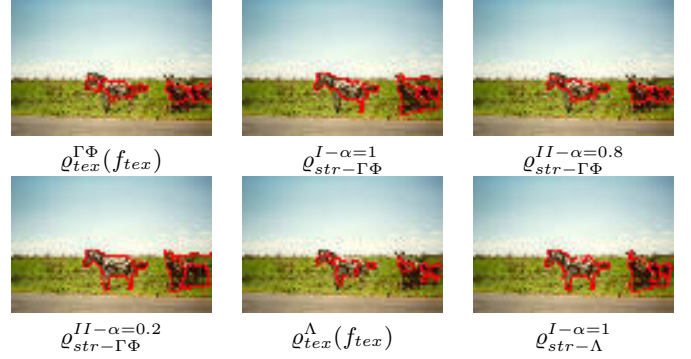 ϱ_{tex}^{ΓΦ}(f_{tex}) ϱ_{str−ΓΦ}^{I−α=1} ϱ_{str−ΓΦ}^{II−α=0.8}
ϱ_{str−ΓΦ}^{II−α=0.2} ϱ_{tex}^{Λ}(f_{tex}) ϱ_{str−Λ}^{I−α=1}